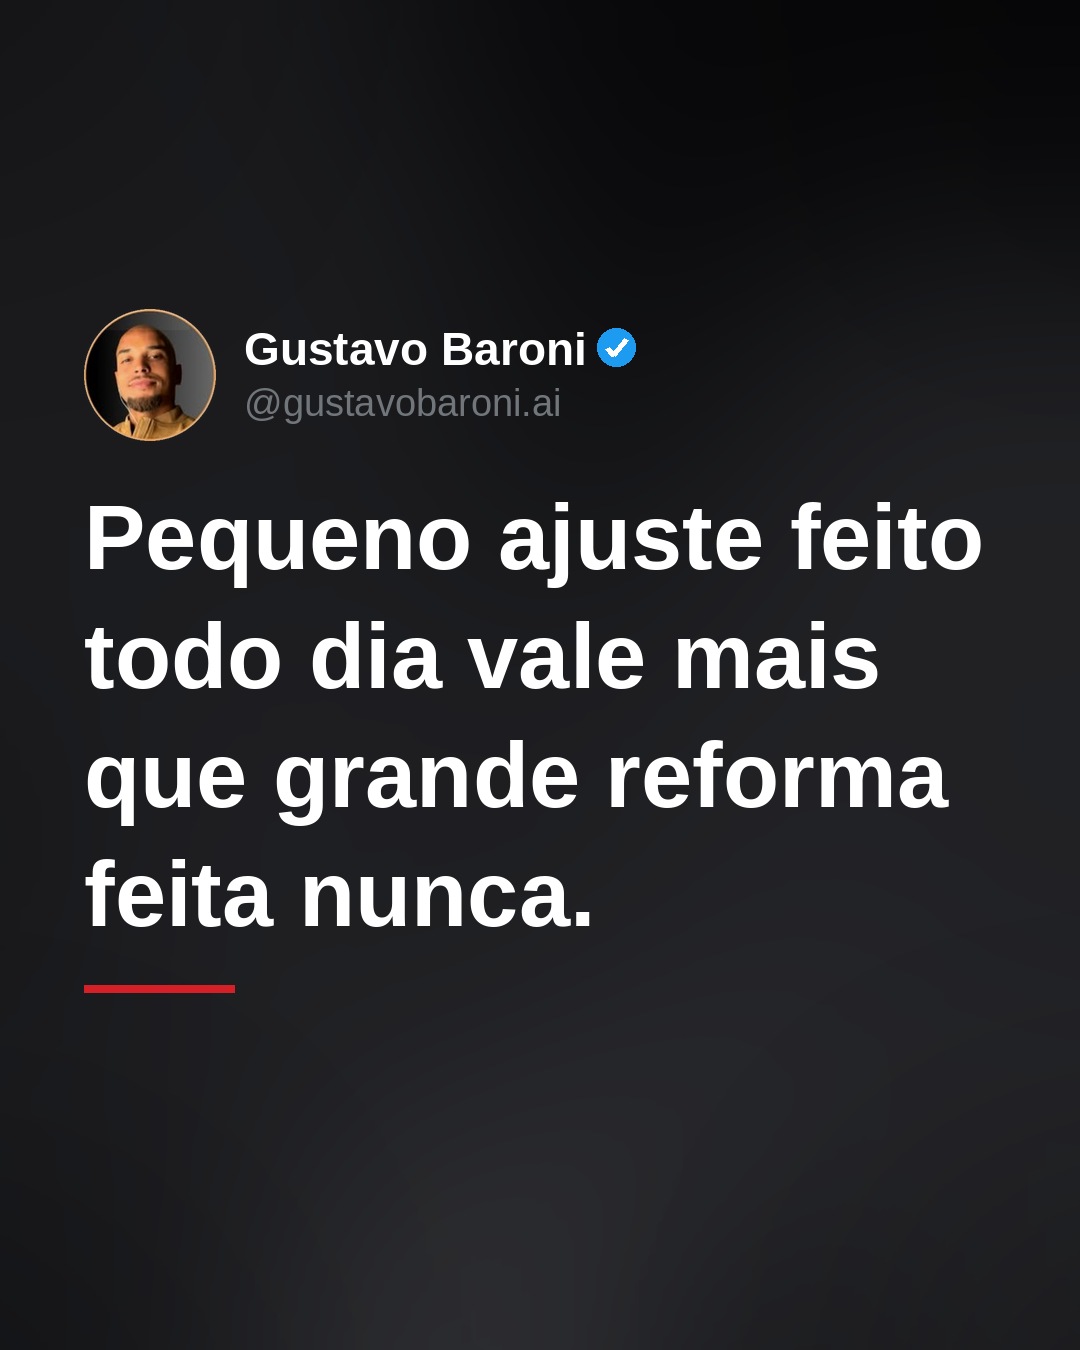 Gustavo Baroni
@gustavobaroni.ai
Pequeno ajuste feito
todo dia vale mais
que grande reforma
feita nunca.